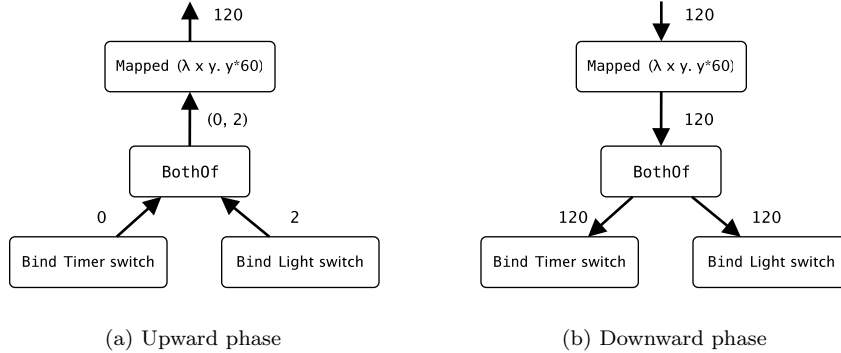 120
Mapped (λ x y. y*60)
(0, 2)
BothOf
0
2
Bind Timer switch
Bind Light switch
(a) Upward phase
120
Mapped (λ x y. y*60)
120
BothOf
120
120
Bind Timer switch
Bind Light switch
(b) Downward phase